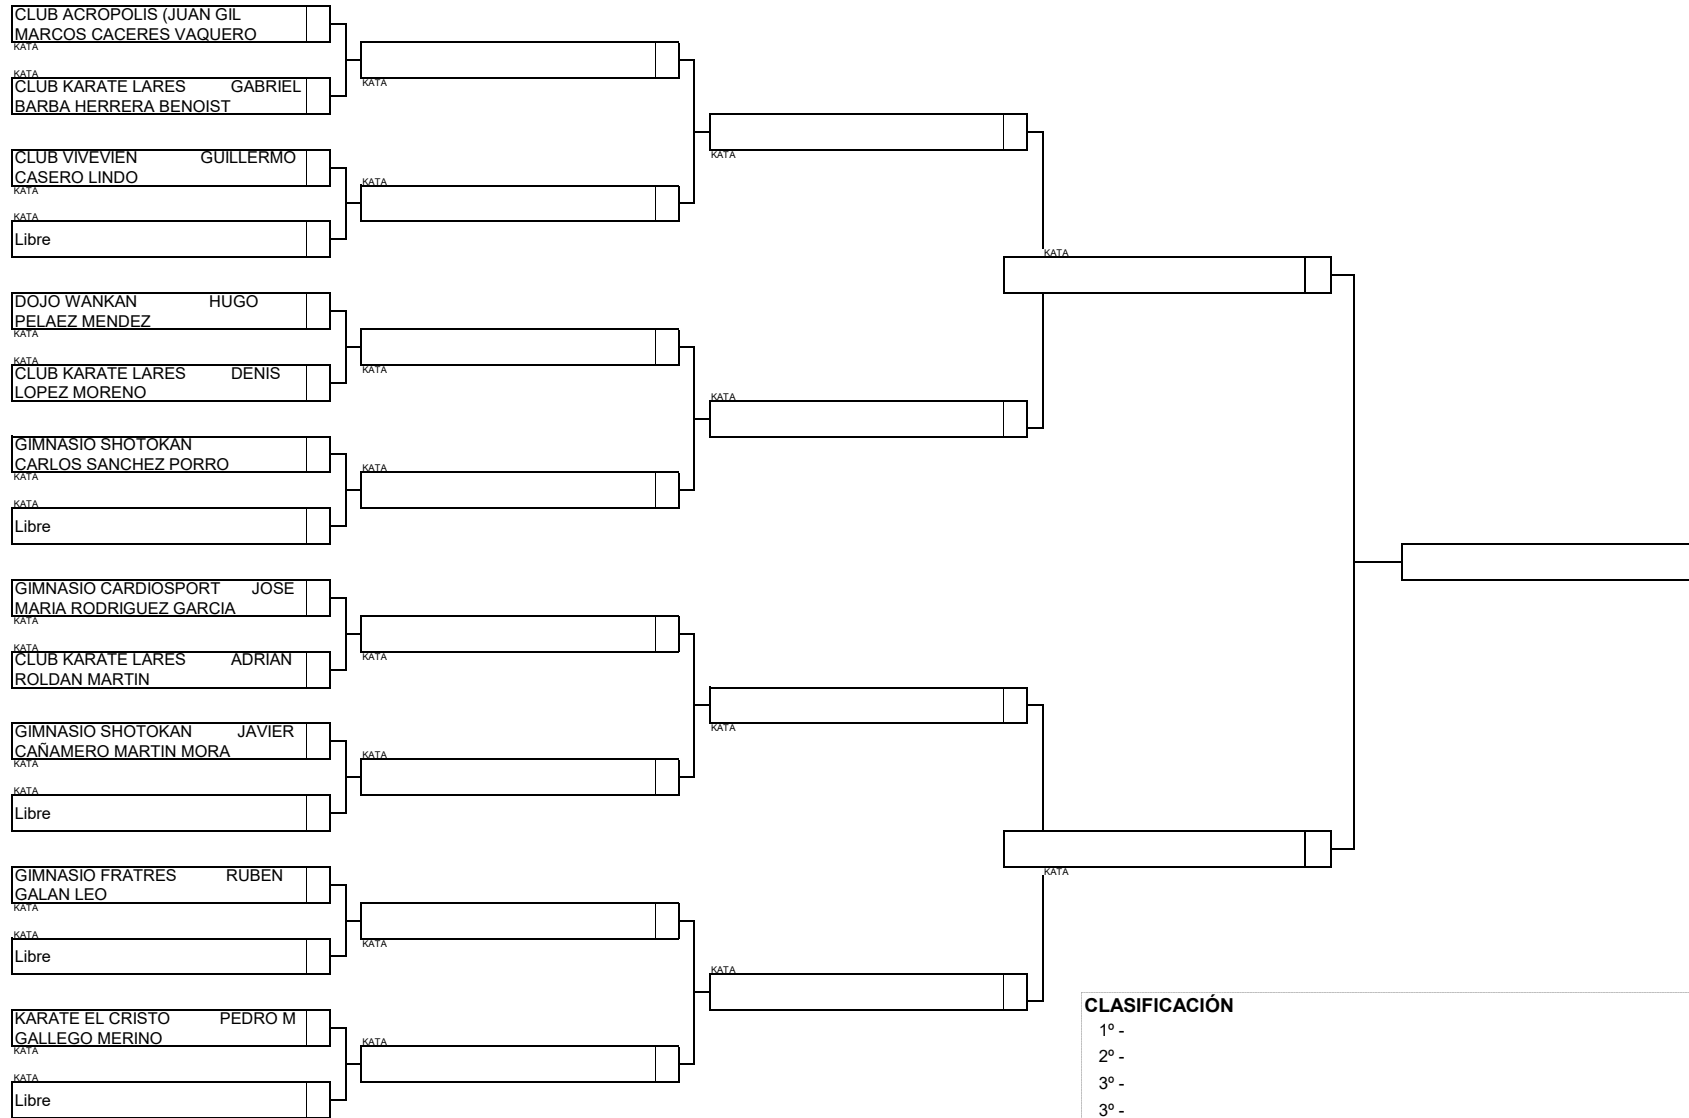 CLUB ACROPOLIS (JUAN GIL
MARCOS CACERES VAQUERO
KATA
KATA
CLUB KARATE LARES GABRIEL
BARBA HERRERA BENOIST
CLUB VIVEVIEN GUILLERMO
CASERO LINDO
KATA
KATA
Libre
DOJO WANKAN HUGO
PELAEZ MENDEZ
KATA
KATA
CLUB KARATE LARES DENIS
LOPEZ MORENO
GIMNASIO SHOTOKAN
CARLOS SANCHEZ PORRO
KATA
KATA
Libre
GIMNASIO CARDIOSPORT JOSE
MARIA RODRIGUEZ GARCIA
KATA
KATA
CLUB KARATE LARES ADRIAN
ROLDAN MARTIN
GIMNASIO SHOTOKAN JAVIER
CAÑAMERO MARTIN MORA
KATA
KATA
Libre
GIMNASIO FRATRES RUBEN
GALAN LEO
KATA
KATA
Libre
KARATE EL CRISTO PEDRO M
GALLEGO MERINO
KATA
KATA
Libre
KATA
KATA
KATA
KATA
KATA
KATA
KATA
KATA
KATA
KATA
KATA
KATA
KATA
KATA
CLASIFICACIÓN
1º -
2º -
3º -
3º -